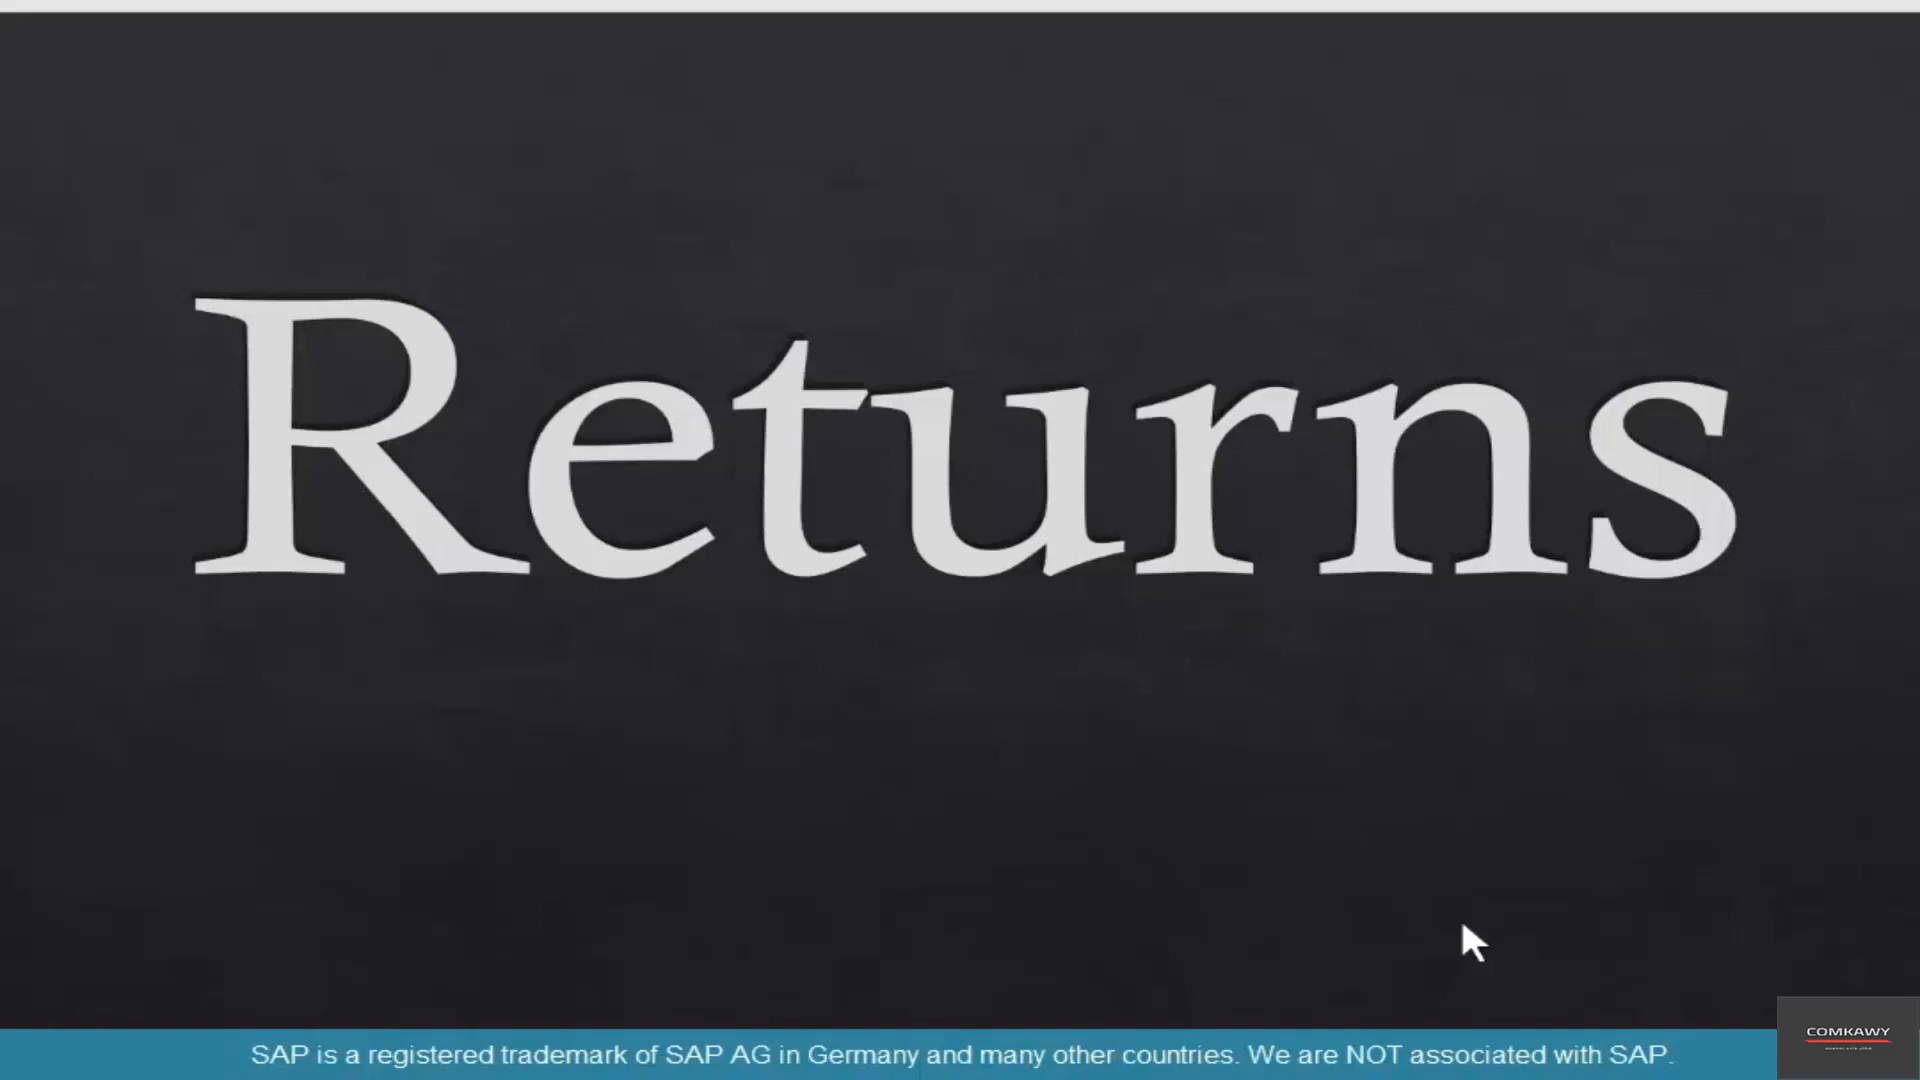 Returns
SAP is a registered trademark of SAP AG in Germany and many other countries. We are NOT associated with SAP.
COMKAWY